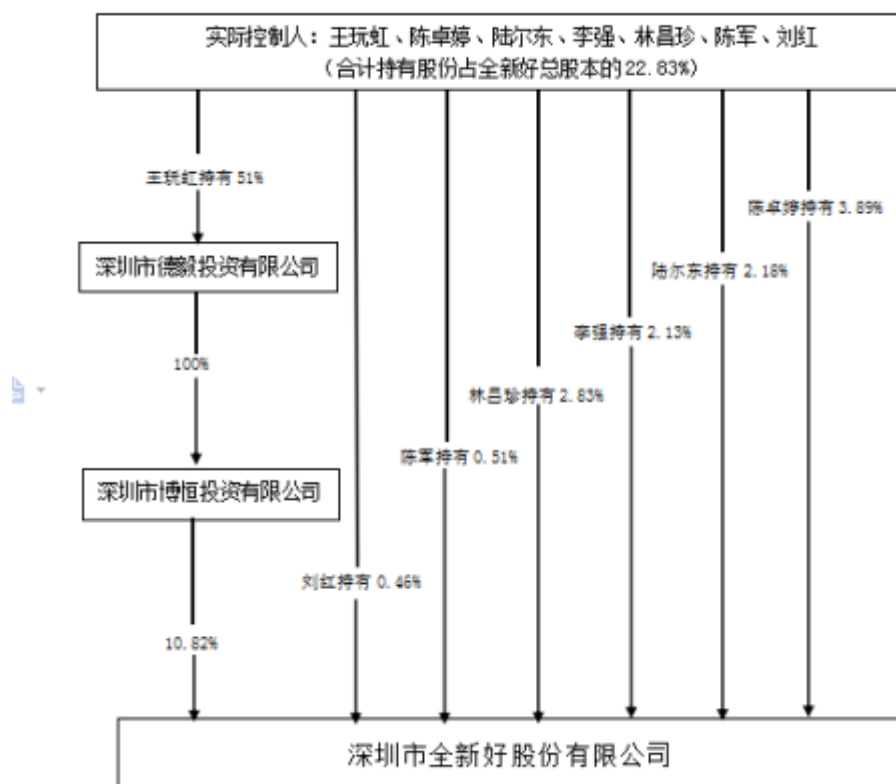 实际控制人：王玩虹、陈卓婷、陆尔东、李强、林昌珍、陈军、刘红
（合计持有股份占全新好总股本的22.83%）
王玩虹持有 51%
陈卓婷持有 3.89%
深圳市德毅投资有限公司
陆尔东持有 2.18%
李强持有 2.13%
100%
林昌珍持有 2.83%
陈军持有 0.51%
深圳市博恒投资有限公司
刘红持有 0.46%
10.82%
深圳市全新好股份有限公司